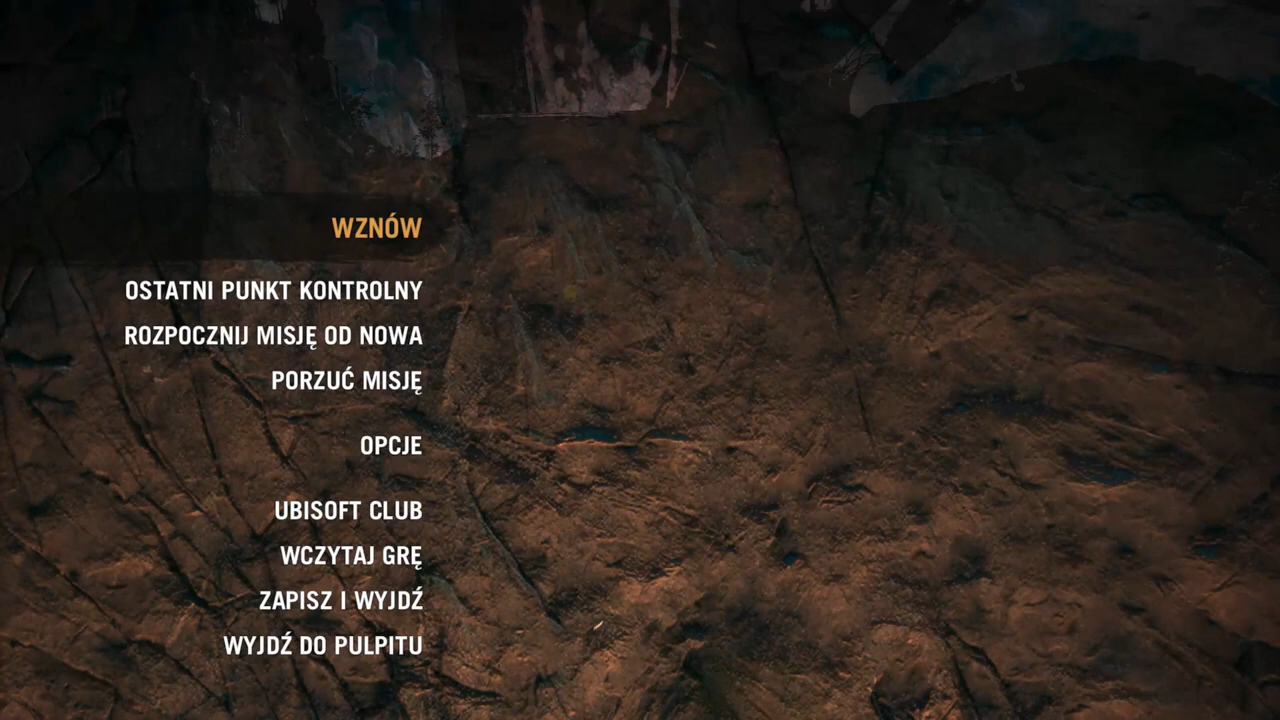 WZNÓW
OSTATNI PUNKT KONTROLNY
ROZPOCZNIJ MISJĘ OD NOWA
PORZUĆ MISJĘ
OPCJE
UBISOFT CLUB
WCZYTAJ GRĘ
ZAPISZ I WYJDŹ
WYJDŹ DO PULPITU